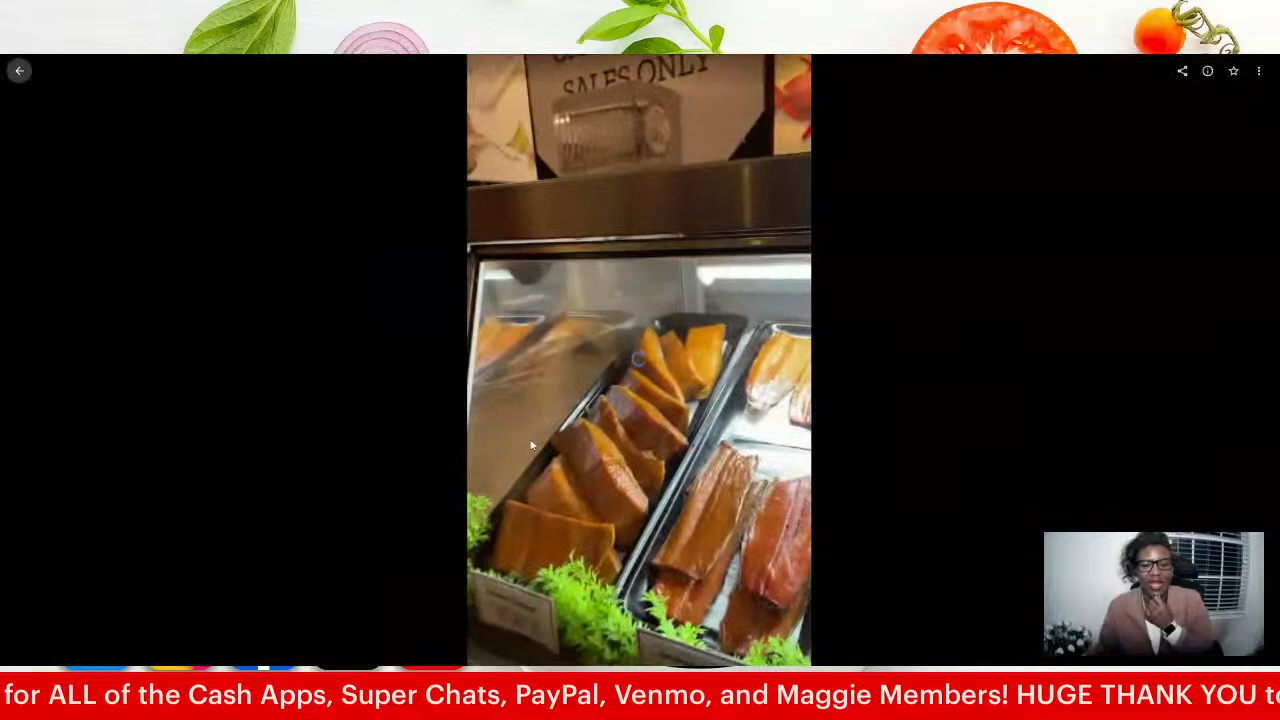 SALES ONLY
for ALL of the Cash Apps, Super Chats, PayPal, Venmo, and Maggie Members! HUGE THANK YOU to